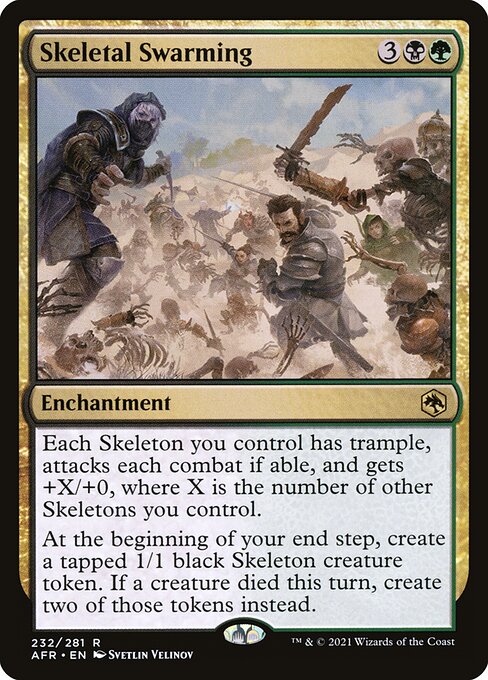 Skeletal Swarming 3
Enchantment
Each Skeleton you control has trample,
attacks each combat if able, and gets
+X/+0, where X is the number of other
Skeletons you control.
At the beginning of your end step, create
a tapped 1/1 black Skeleton creature
token. If a creature died this turn, create
two of those tokens instead.
232/281 R
AFR • EN Svetlin Velinov
™ & © 2021 Wizards of the Coast